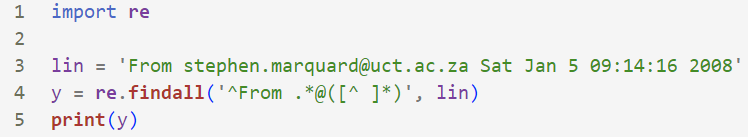 1 import re
2
3 lin = 'From stephen.marquard@uct.ac.za Sat Jan 5 09:14:16 2008'
4 y = re.findall('^From .*@([^ ]*)', lin)
5 print(y)